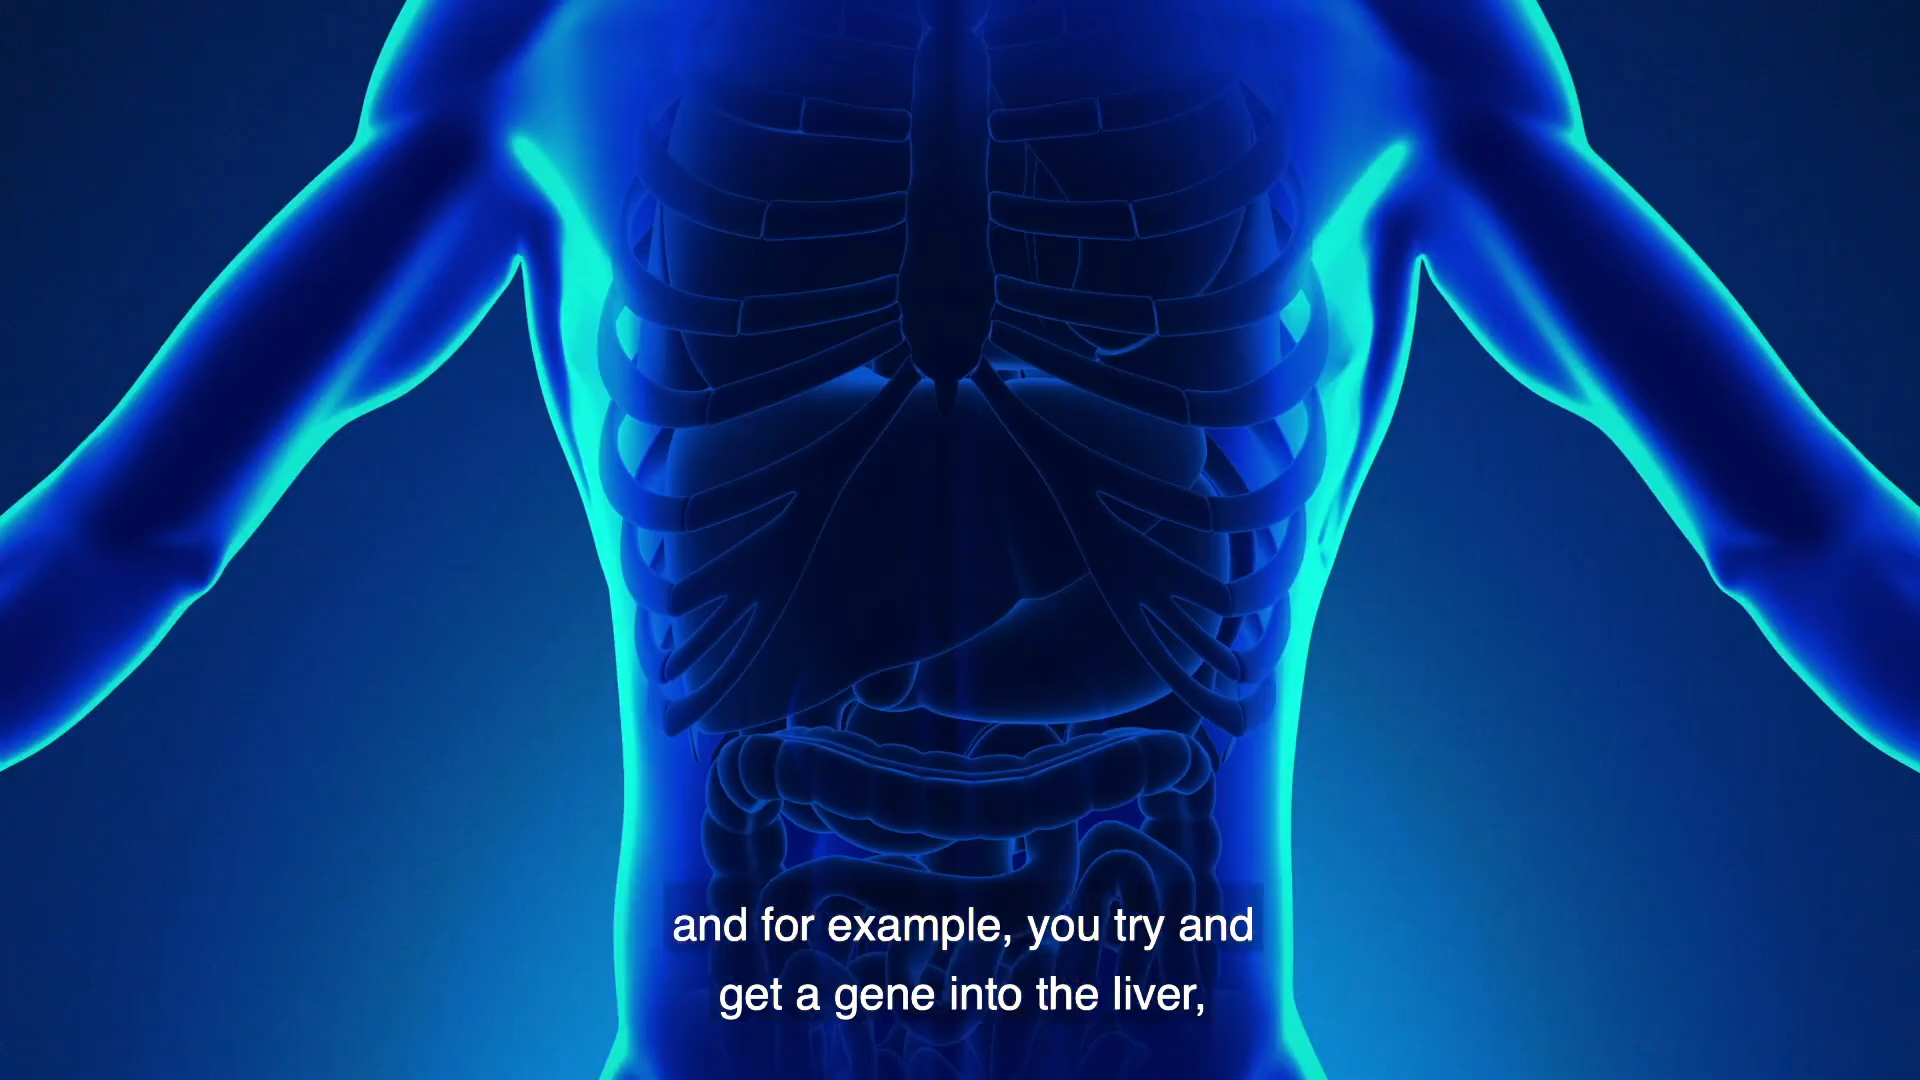 and for example, you try and
get a gene into the liver,